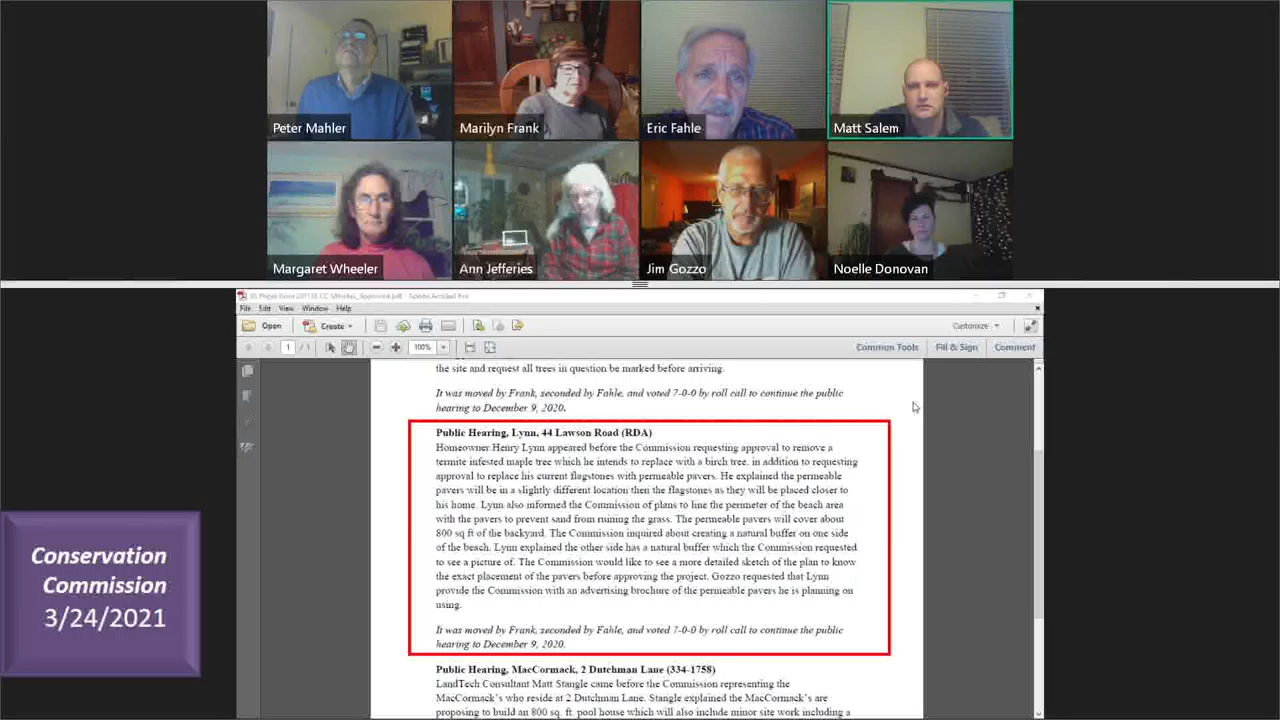 Peter Mahler
Marilyn Frank
Eric Fahle
Matt Salem
Margaret Wheeler
Ann Jefferies
Jim Gozzo
Noelle Donovan
File Edit View Window Help
Open
Create
Customize
1 / 1
100%
Common Tools
Fill & Sign
Comment
the site and request all trees in question be marked before arriving.
It was moved by Frank, seconded by Fahle, and voted 7-0-0 by roll call to continue the public
hearing to December 9, 2020.
Public Hearing, Lynn, 44 Lawson Road (RDA)
Homeowner Henry Lynn appeared before the Commission requesting approval to remove a
termite infested maple tree which he intends to replace with a birch tree, in addition to requesting
approval to replace his current flagstones with permeable pavers. He explained the permeable
pavers will be in a slightly different location then the flagstones as they will be placed closer to
his home. Lynn also informed the Commission of plans to line the perimeter of the beach area
with the pavers to prevent sand from ruining the grass. The permeable pavers will cover about
800 sq ft of the backyard. The Commission inquired about creating a natural buffer on one side
of the beach. Lynn explained the other side has a natural buffer which the Commission requested
to see a picture of. The Commission would like to see a more detailed sketch of the plan to know
the exact placement of the pavers before approving the project. Gozzo requested that Lynn
provide the Commission with an advertising brochure of the permeable pavers he is planning on
using.
It was moved by Frank, seconded by Fahle, and voted 7-0-0 by roll call to continue the public
hearing to December 9, 2020.
Public Hearing, MacCormack, 2 Dutchman Lane (334-1758)
LandTech Consultant Matt Stangle came before the Commission representing the
MacCormack's who reside at 2 Dutchman Lane. Stangle explained the MacCormack's are
proposing to build an 800 sq. ft. pool house which will also include minor site work including a
Conservation
Commission
3/24/2021